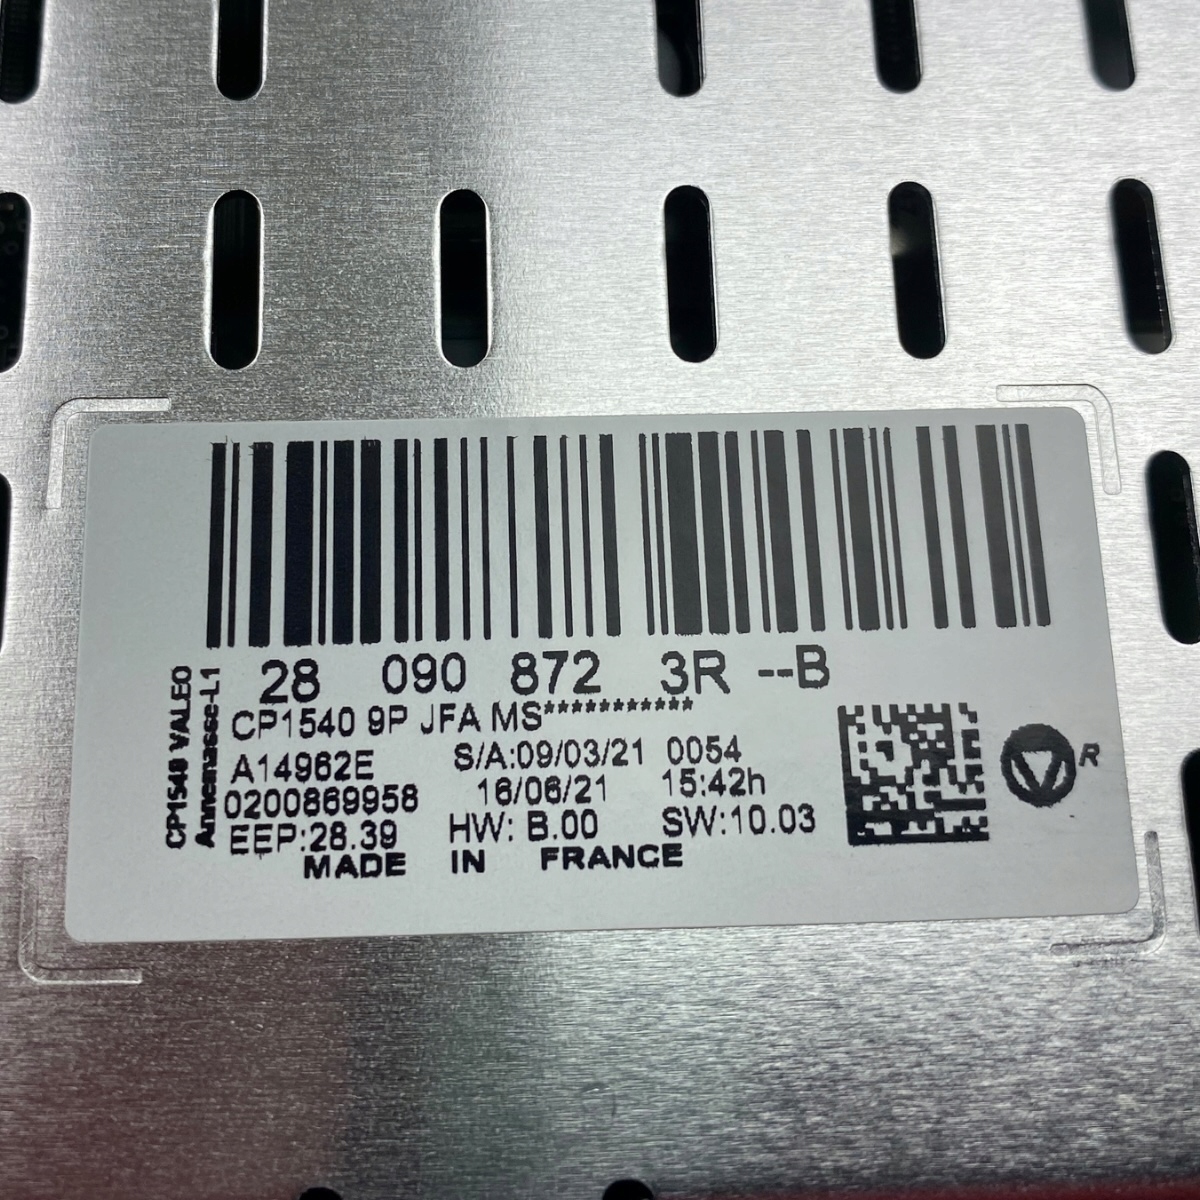 28 090 872 3R --B
CP1540 9P JFA MS***********
A14962E S/A:09/03/21 0054
0200869958 16/06/21 15:42h
EEP:28.39 HW: B.00 SW:10.03
MADE IN FRANCE
CP1540 VALEO
Annemasse-L1
R